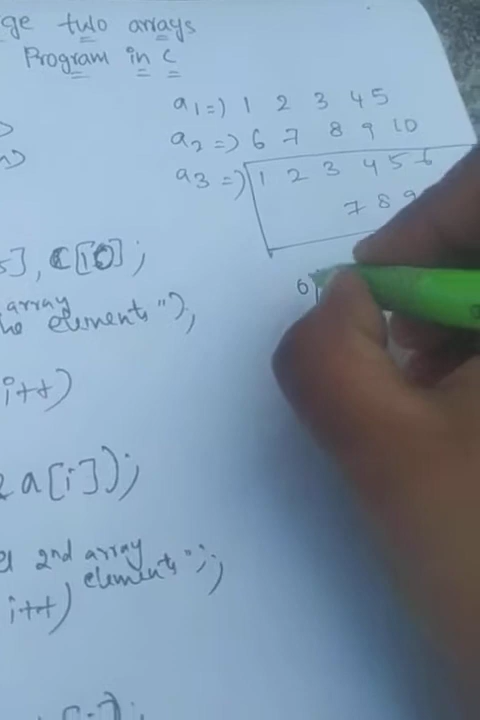 ge two arrays
Program in C
a1=) 1 2 3 4 5
a2=) 6 7 8 9 10
a3=) 1 2 3 4 5 6
7 8 9
5], C[10];
array
elements");
i++)
a[i]);
2nd array
elements";;
i++)
6